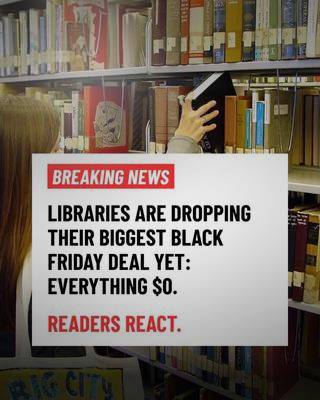 BREAKING NEWS
LIBRARIES ARE DROPPING
THEIR BIGGEST BLACK
FRIDAY DEAL YET:
EVERYTHING $0.
READERS REACT.
BIG CITY